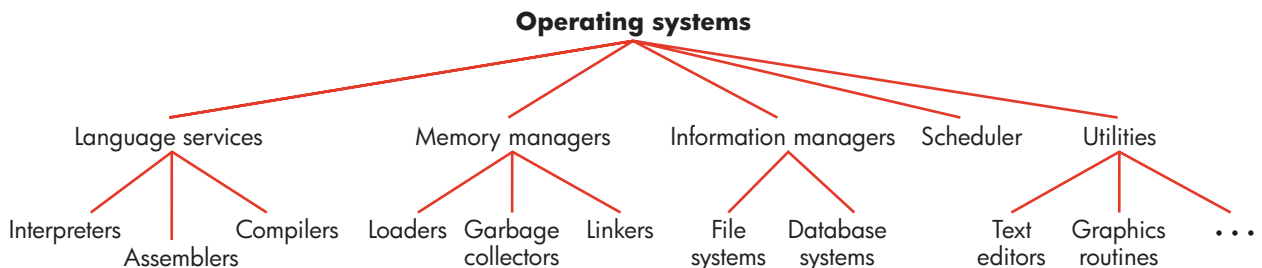 Operating systems
Language services
Memory managers
Information managers
Scheduler
Utilities
Interpreters
Assemblers
Compilers
Loaders
Garbage
collectors
Linkers
File
systems
Database
systems
Text
editors
Graphics
routines
...